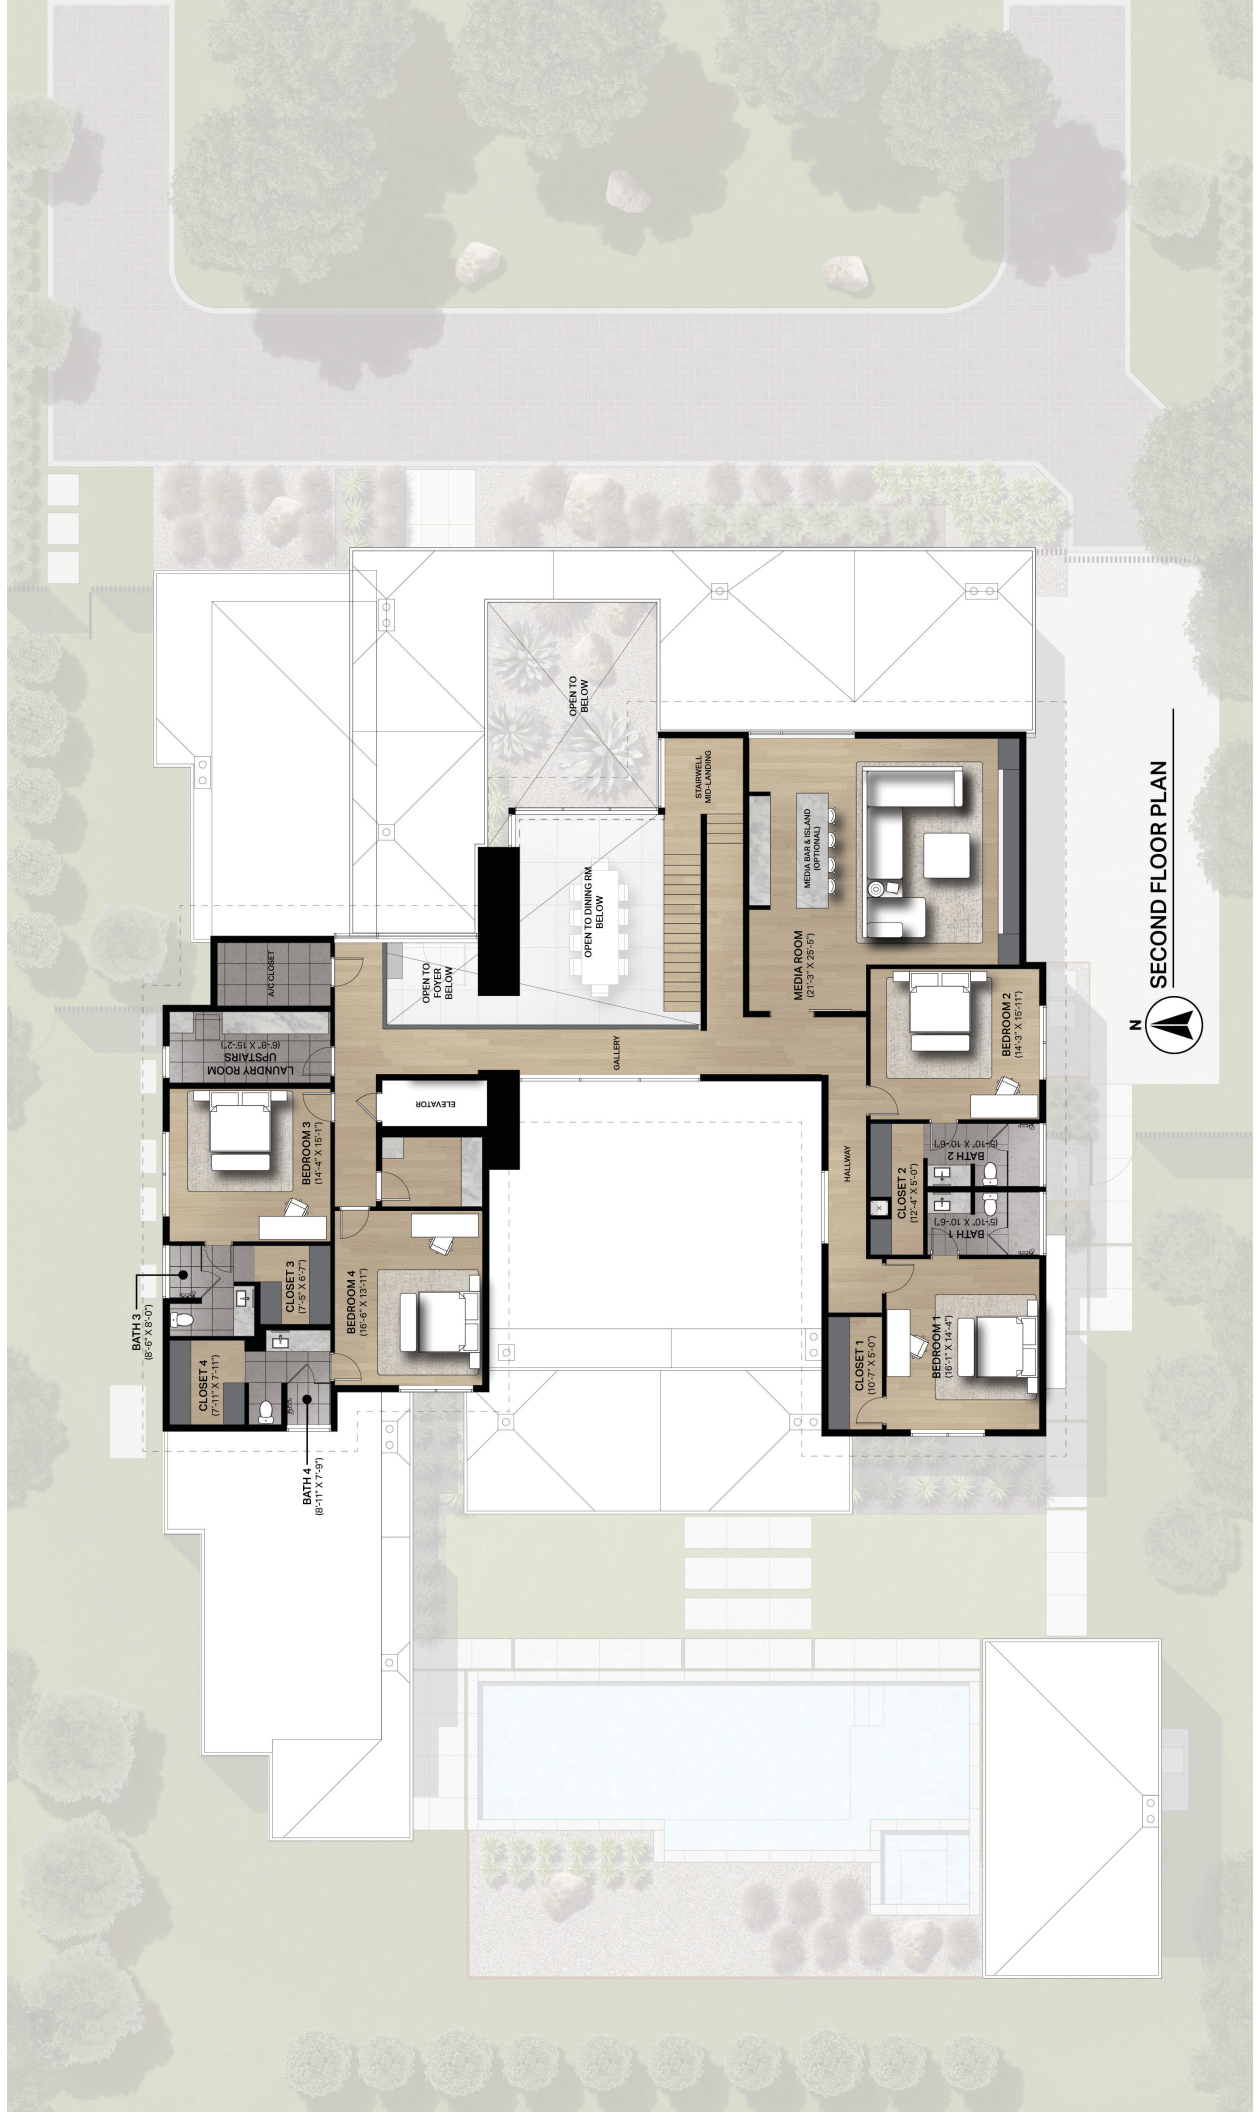 SECOND FLOOR PLAN
N
BATH 3
(8'-6" X 8'-0")
CLOSET 4
(7'-11" X 7'-11")
BATH 4
(8'-11" X 7'-9")
CLOSET 3
(7'-5" X 6'-7")
BEDROOM 3
(14'-4" X 15'-1")
LAUNDRY ROOM
UPSTAIRS
(6'-8" X 15'-2")
A/C CLOSET
BEDROOM 4
(16'-6" X 13'-11")
ELEVATOR
OPEN TO
FOYER
BELOW
OPEN TO
BELOW
OPEN TO DINING RM
BELOW
GALLERY
STAIRWELL
MID-LANDING
MEDIA BAR & ISLAND
(OPTIONAL)
MEDIA ROOM
(21'-3" X 25'-5")
HALLWAY
CLOSET 1
(10'-7" X 5'-0")
BEDROOM 1
(16'-1" X 14'-4")
CLOSET 2
(12'-4" X 5'-0")
BATH 1
(5'-10" X 10'-6")
BATH 2
(5'-10" X 10'-6")
BEDROOM 2
(14'-3" X 15'-11")